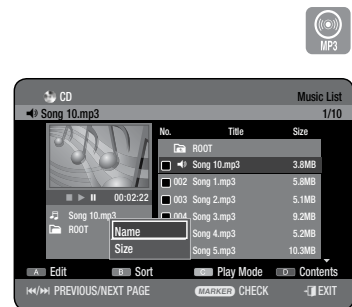 MP3
CD Music List
Song 10.mp3 1/10
No. Title Size
ROOT
Song 10.mp3 3.8MB
002 Song 1.mp3 5.8MB
003 Song 2.mp3 5.1MB
004 Song 3.mp3 9.2MB
Song 4.mp3 5.2MB
Song 5.mp3 10.3MB
00:02:22
Song 10.mp3
ROOT
Name
Size
A Edit B Sort C Play Mode D Contents
PREVIOUS/NEXT PAGE MARKER CHECK EXIT